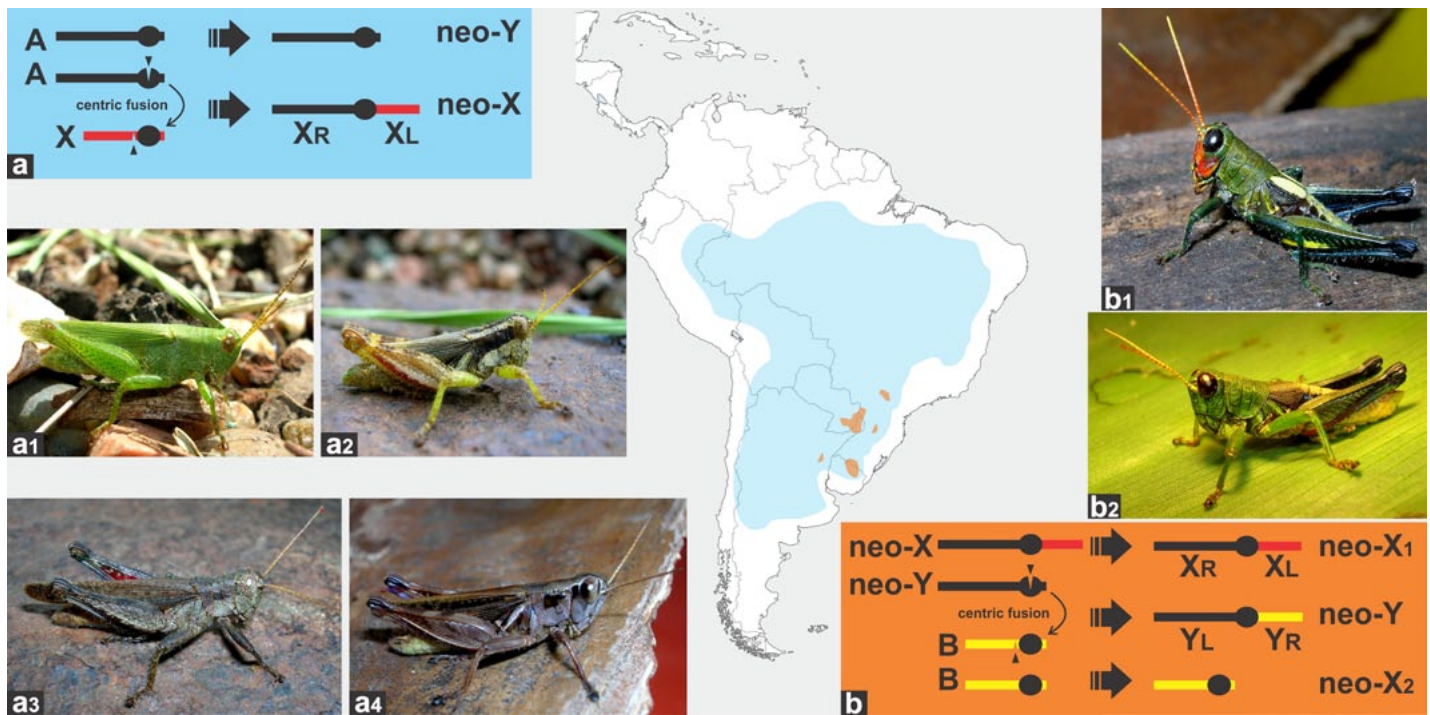 A neo-Y
A
centric fusion
X neo-X
XR XL
a
a1
a2
a3
a4
b1
b2
neo-X neo-X1
XR XL
neo-Y
centric fusion
neo-Y
YL YR
B
B neo-X2
b